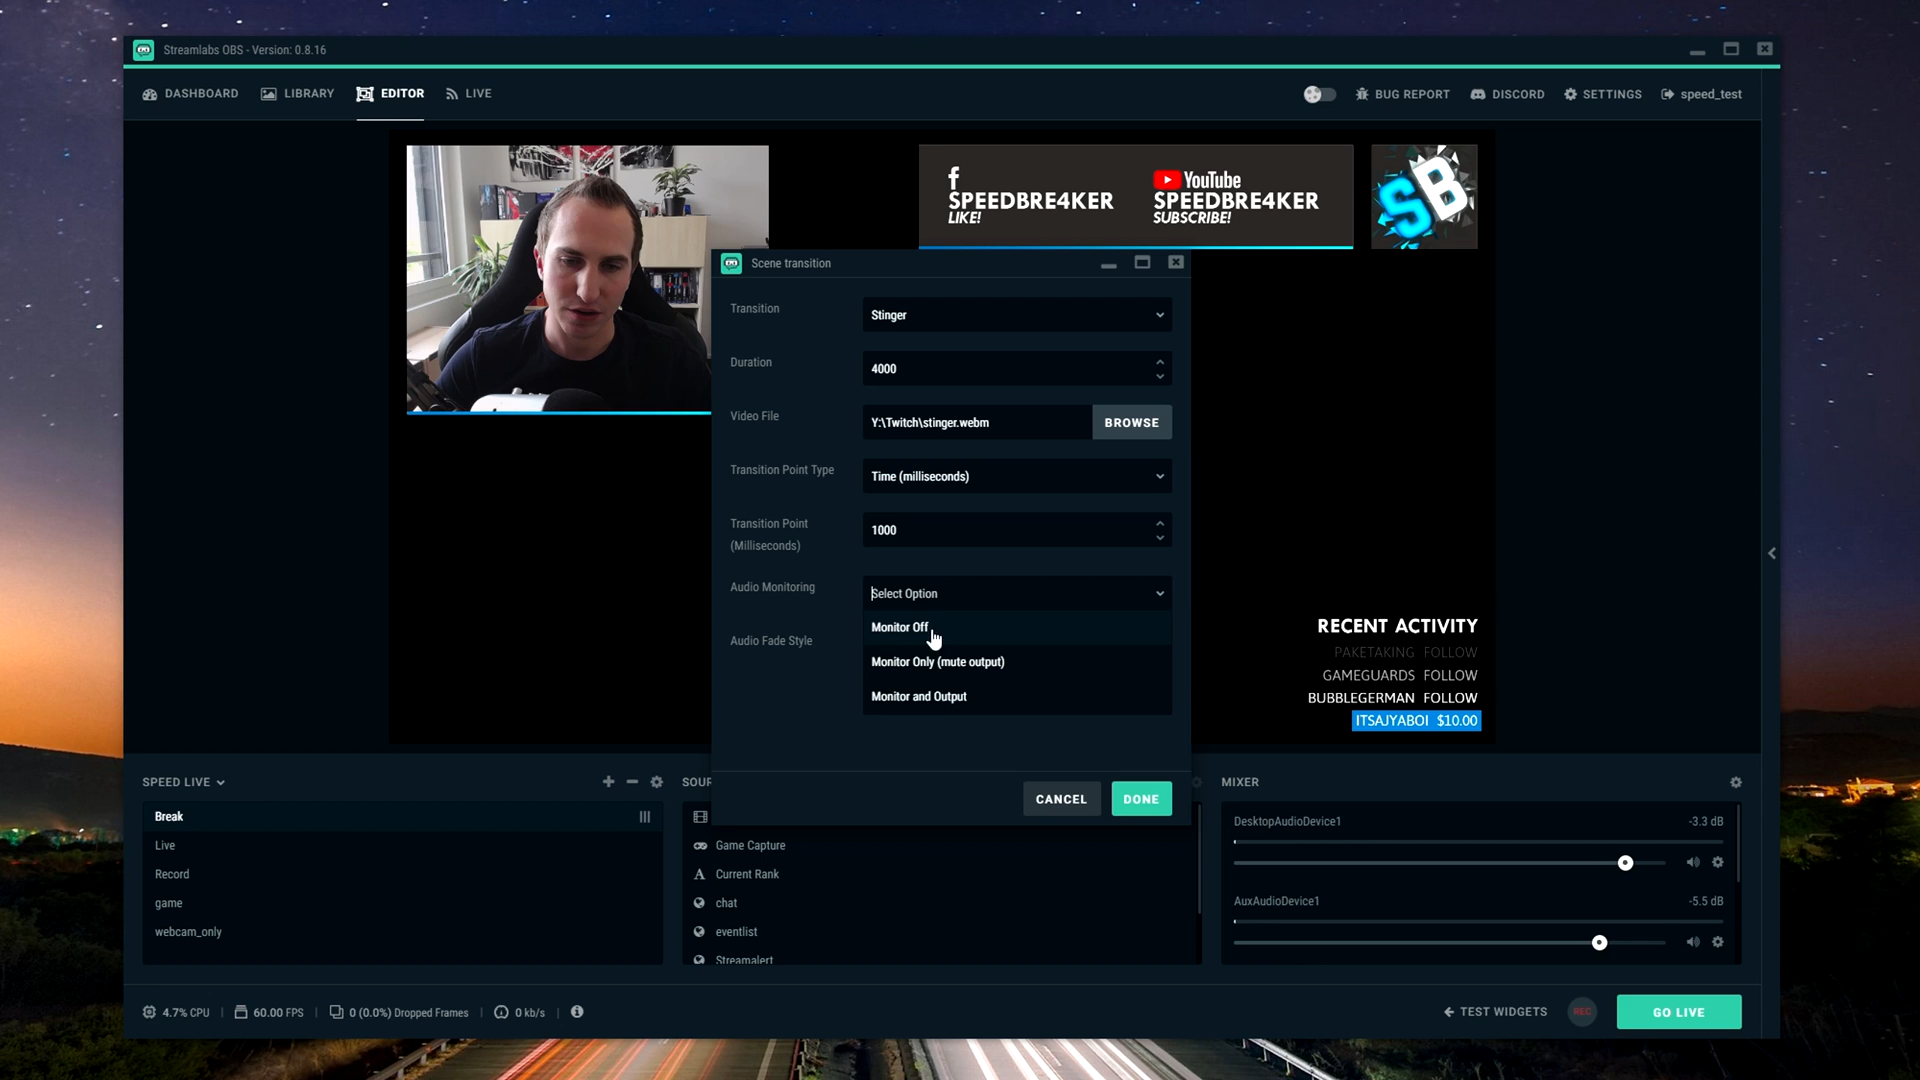 Streamlabs OBS - Version: 0.8.16
DASHBOARD
LIBRARY
EDITOR
LIVE
BUG REPORT
DISCORD
SETTINGS
speed_test
SPEEDBRE4KER
LIKE!
YouTube
SPEEDBRE4KER
SUBSCRIBE!
SB
Scene transition
Transition
Stinger
Duration
4000
Video File
Y:\Twitch\stinger.webm
BROWSE
Transition Point Type
Time (milliseconds)
Transition Point
(Milliseconds)
1000
Audio Monitoring
Select Option
Monitor Off
Monitor Only (mute output)
Monitor and Output
Audio Fade Style
CANCEL
DONE
RECENT ACTIVITY
PAKETAKING FOLLOW
GAMEGUARDS FOLLOW
BUBBLEGERMAN FOLLOW
ITSAJYABOI $10.00
SPEED LIVE
Break
Live
Record
game
webcam_only
SOUR
Game Capture
Current Rank
chat
eventlist
Streamalert
MIXER
DesktopAudioDevice1
-3.3 dB
AuxAudioDevice1
-5.5 dB
4.7% CPU
60.00 FPS
0 (0.0%) Dropped Frames
0 kb/s
TEST WIDGETS
REC
GO LIVE